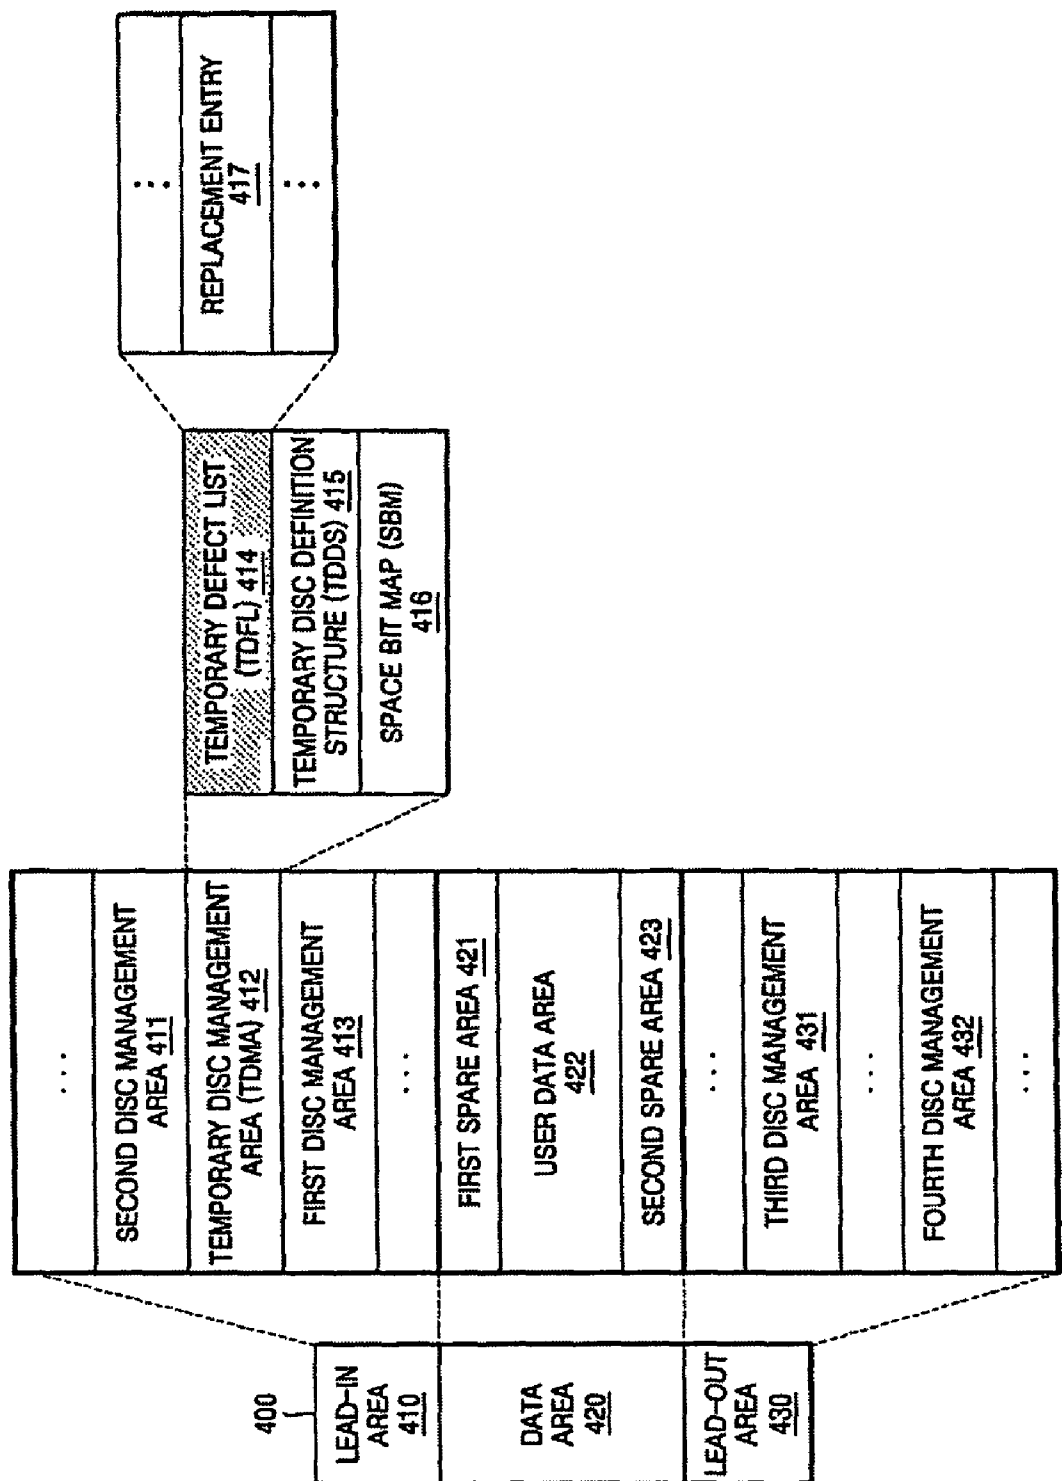 400
LEAD-IN
AREA
410
DATA
AREA
420
LEAD-OUT
AREA
430
...
SECOND DISC MANAGEMENT
AREA 411
TEMPORARY DISC MANAGEMENT
AREA (TDMA) 412
FIRST DISC MANAGEMENT
AREA 413
...
FIRST SPARE AREA 421
USER DATA AREA
422
SECOND SPARE AREA 423
...
THIRD DISC MANAGEMENT
AREA 431
...
FOURTH DISC MANAGEMENT
AREA 432
...
TEMPORARY DEFECT LIST
(TDFL) 414
TEMPORARY DISC DEFINITION
STRUCTURE (TDDS) 415
SPACE BIT MAP (SBM)
416
...
REPLACEMENT ENTRY
417
...